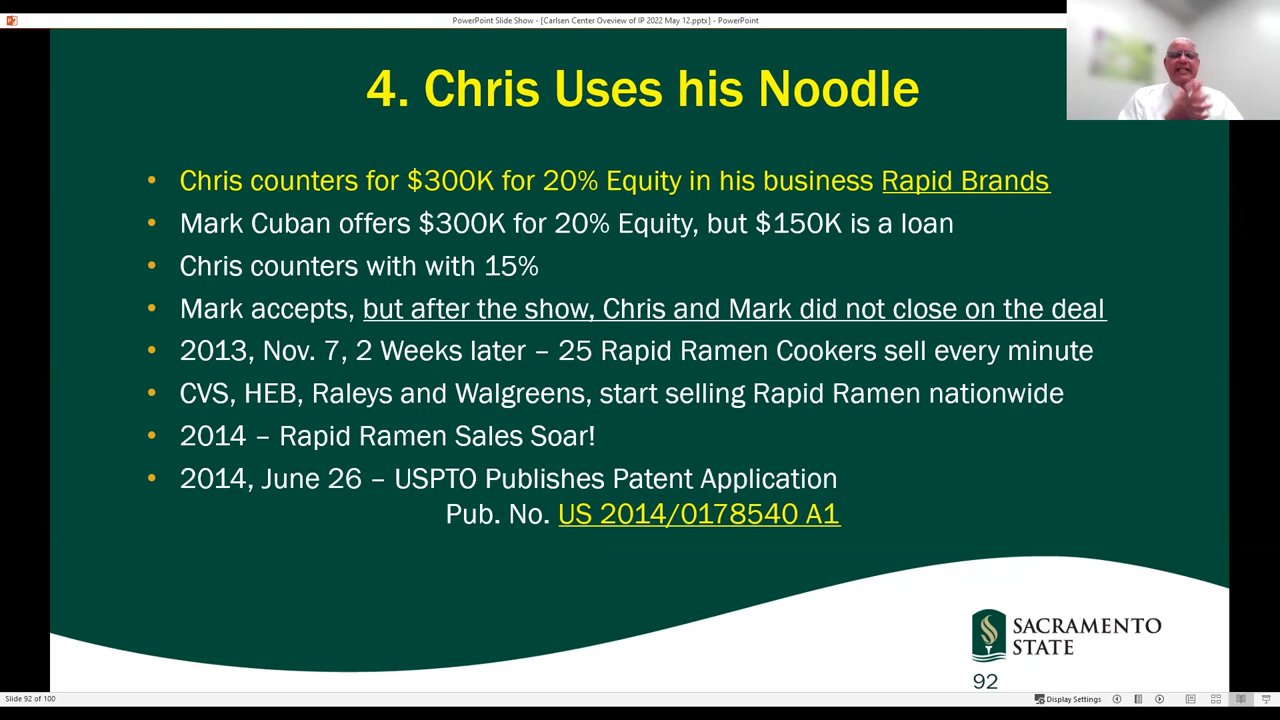 PowerPoint Slide Show - [Carlsen Center Oveview of IP 2022 May 12.pptx] - PowerPoint
4. Chris Uses his Noodle
• Chris counters for $300K for 20% Equity in his business Rapid Brands
• Mark Cuban offers $300K for 20% Equity, but $150K is a loan
• Chris counters with with 15%
• Mark accepts, but after the show, Chris and Mark did not close on the deal
• 2013, Nov. 7, 2 Weeks later – 25 Rapid Ramen Cookers sell every minute
• CVS, HEB, Raleys and Walgreens, start selling Rapid Ramen nationwide
• 2014 – Rapid Ramen Sales Soar!
• 2014, June 26 – USPTO Publishes Patent Application
Pub. No. US 2014/0178540 A1
SACRAMENTO
STATE
92
Slide 92 of 100
Display Settings